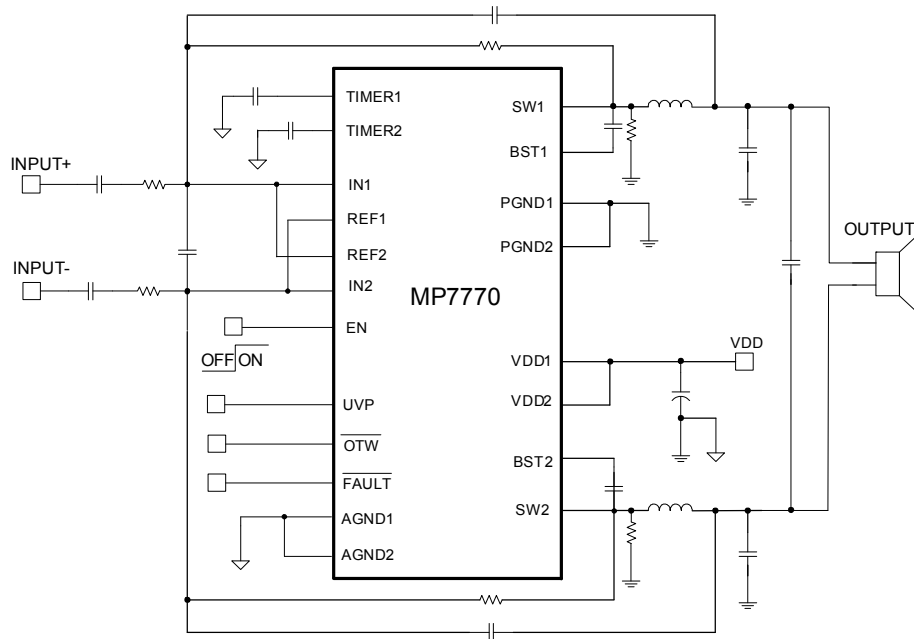 TIMER1
TIMER2
INPUT+
IN1
REF1
REF2
INPUT-
IN2
EN
OFF ON
UVP
OTW
FAULT
AGND1
AGND2
MP7770
SW1
BST1
PGND1
PGND2
VDD1
VDD2
BST2
SW2
OUTPUT
VDD